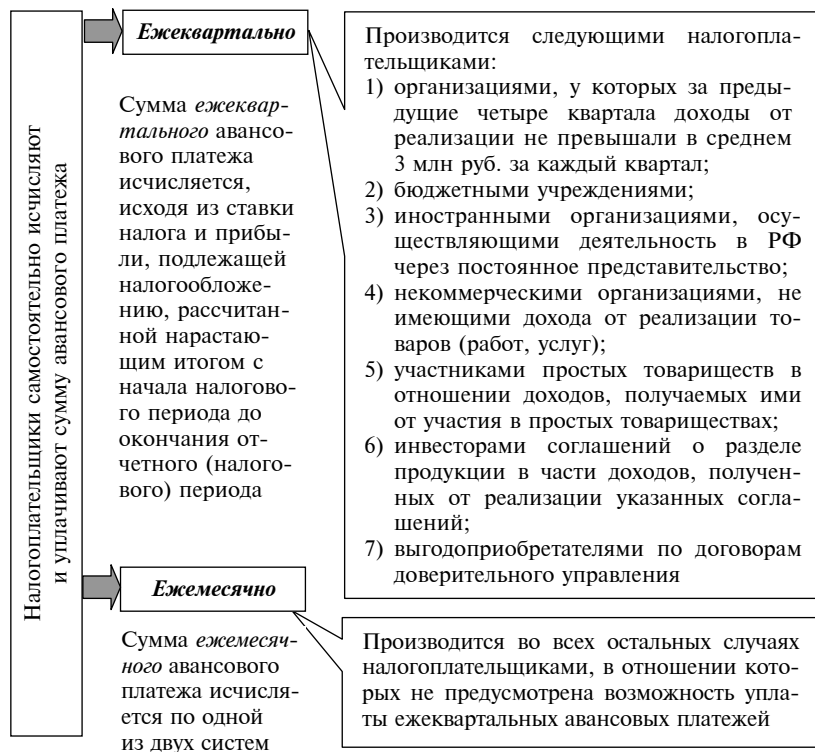 Налогоплательщики самостоятельно исчисляют
и уплачивают сумму авансового платежа
Ежеквартально
Сумма ежеквар-
тального авансо-
вого платежа
исчисляется,
исходя из ставки
налога и прибы-
ли, подлежащей
налогообложе-
нию, рассчитан-
ной нарастаю-
щим итогом с
начала налогово-
го периода до
окончания от-
четного (налого-
вого) периода
Производится следующими налогопла-
тельщиками:
1) организациями, у которых за преды-
дущие четыре квартала доходы от
реализации не превышали в среднем
3 млн руб. за каждый квартал;
2) бюджетными учреждениями;
3) иностранными организациями, осу-
ществляющими деятельность в РФ
через постоянное представительство;
4) некоммерческими организациями, не
имеющими дохода от реализации то-
варов (работ, услуг);
5) участниками простых товариществ в
отношении доходов, получаемых ими
от участия в простых товариществах;
6) инвесторами соглашений о разделе
продукции в части доходов, получен-
ных от реализации указанных согла-
шений;
7) выгодоприобретателями по договорам
доверительного управления
Ежемесячно
Сумма ежемесяч-
ного авансового
платежа исчисля-
ется по одной
из двух систем
Производится во всех остальных случаях
налогоплательщиками, в отношении кото-
рых не предусмотрена возможность упла-
ты ежеквартальных авансовых платежей